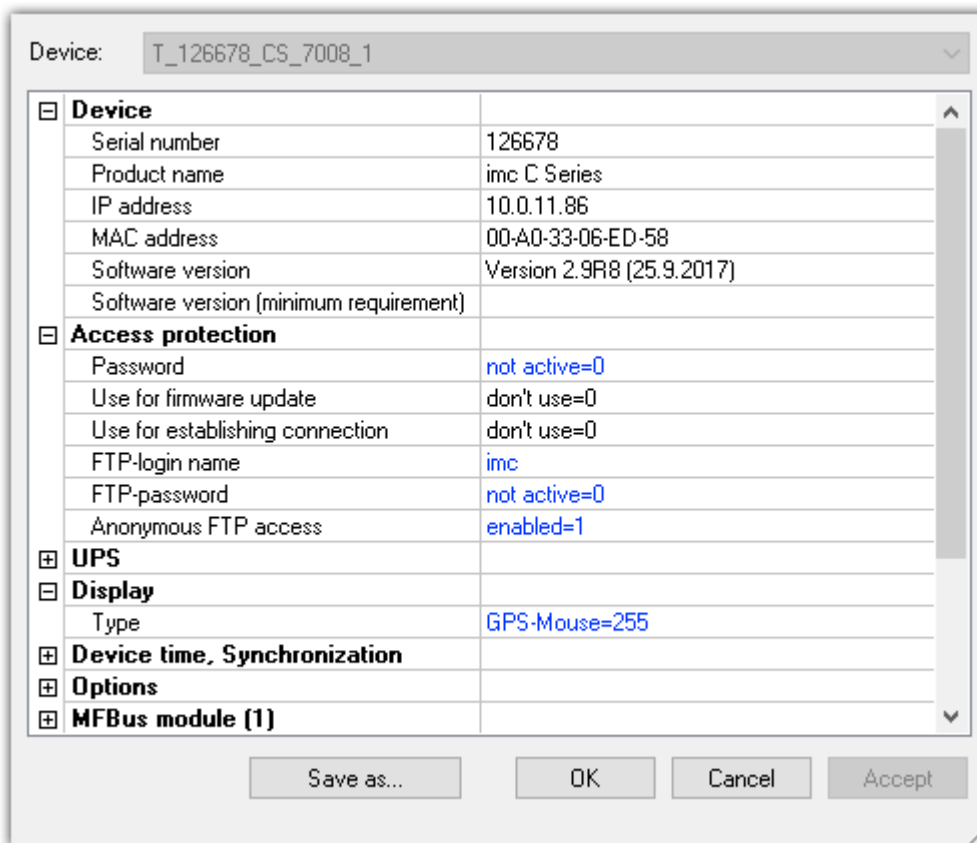 Device: T_126678_CS_7008_1
Device
Serial number 126678
Product name imc C Series
IP address 10.0.11.86
MAC address 00-A0-33-06-ED-58
Software version Version 2.9R8 (25.9.2017)
Software version (minimum requirement)
Access protection
Password not active=0
Use for firmware update don't use=0
Use for establishing connection don't use=0
FTP-login name imc
FTP-password not active=0
Anonymous FTP access enabled=1
UPS
Display
Type GPS-Mouse=255
Device time, Synchronization
Options
MFBus module (1)
Save as... OK Cancel Accept